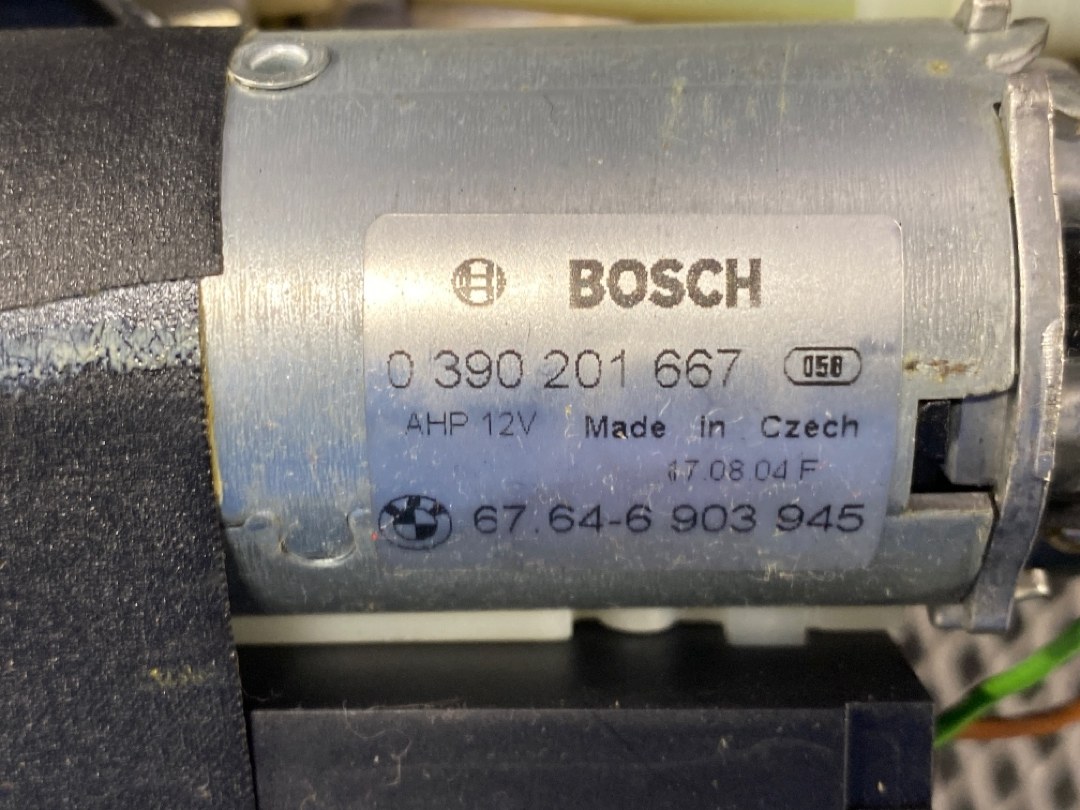 BOSCH
0 390 201 667 058
AHP 12V Made in Czech
17.08.04 F
67.64-6 903 945